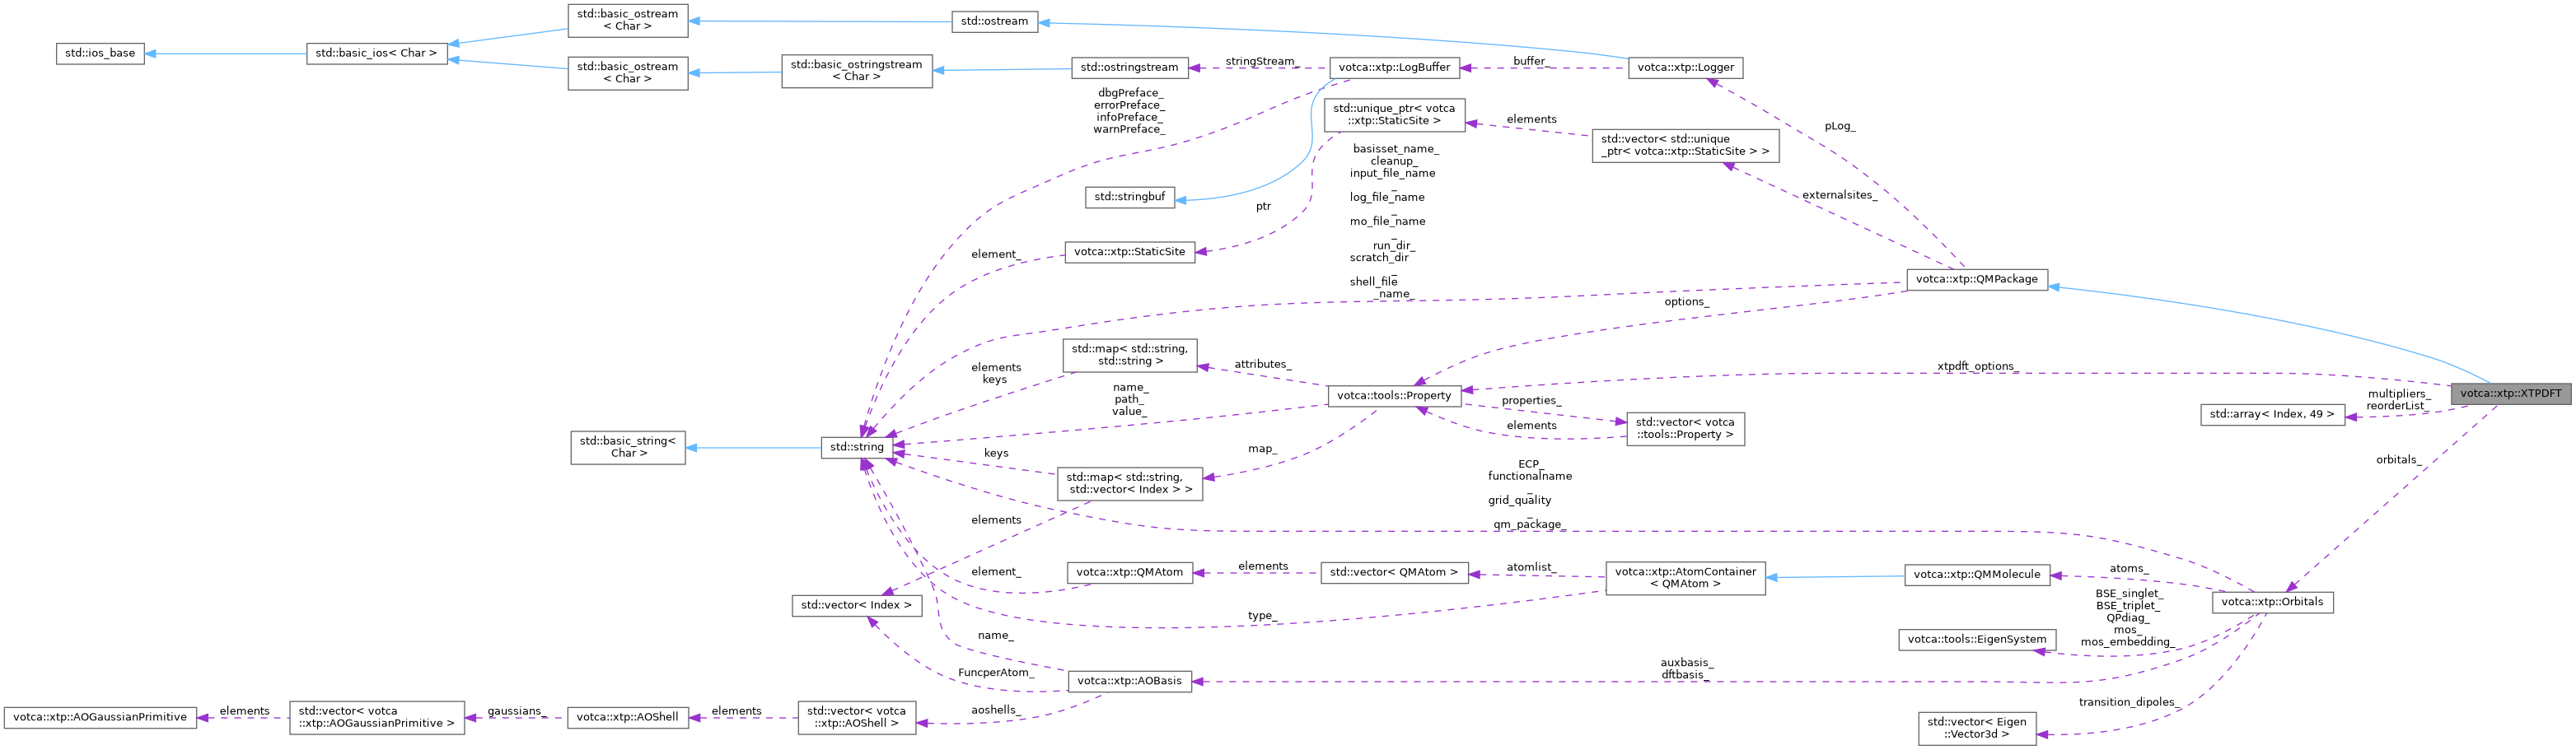 std::basic_ostream
< Char >
std::ostream
std::ios_base
std::basic_ios< Char >
std::basic_ostream
< Char >
std::basic_ostringstream
< Char >
std::ostringstream
stringStream_
votca::xtp::LogBuffer
buffer_
votca::xtp::Logger
dbgPreface_
errorPreface_
infoPreface_
warnPreface_
std::unique_ptr< votca
::xtp::StaticSite >
elements
std::vector< std::unique
_ptr< votca::xtp::StaticSite > >
pLog_
basisset_name_
cleanup_
input_file_name
_
log_file_name
_
mo_file_name
_
run_dir_
scratch_dir
_
shell_file
_name_
std::stringbuf
ptr
externalsites_
element_
votca::xtp::StaticSite
votca::xtp::QMPackage
options_
std::map< std::string,
std::string >
attributes_
elements
keys
xtpdft_options_
name_
path_
value_
votca::tools::Property
properties_
elements
std::vector< votca
::tools::Property >
votca::xtp::XTPDFT
multipliers_
reorderList_
std::array< Index, 49 >
std::basic_string<
Char >
std::string
keys
map_
std::map< std::string,
std::vector< Index > >
ECP_
functionalname
_
grid_quality
_
qm_package_
orbitals_
elements
element_
votca::xtp::QMAtom
elements
std::vector< QMAtom >
atomlist_
votca::xtp::AtomContainer
< QMAtom >
votca::xtp::QMMolecule
atoms_
votca::xtp::Orbitals
std::vector< Index >
type_
BSE_singlet_
BSE_triplet_
QPdiag_
mos_
mos_embedding_
votca::tools::EigenSystem
name_
FuncperAtom_
votca::xtp::AOBasis
auxbasis_
dftbasis_
votca::xtp::AOGaussianPrimitive
elements
std::vector< votca
::xtp::AOGaussianPrimitive >
gaussians_
votca::xtp::AOShell
elements
std::vector< votca
::xtp::AOShell >
aoshells_
transition_dipoles_
std::vector< Eigen
::Vector3d >